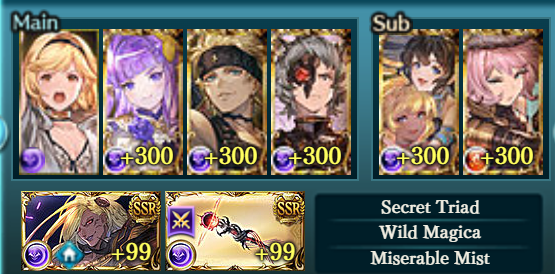 Main
Sub
+300
+300
+300
+300
+300
SSR
+99
SSR
+99
Secret Triad
Wild Magica
Miserable Mist